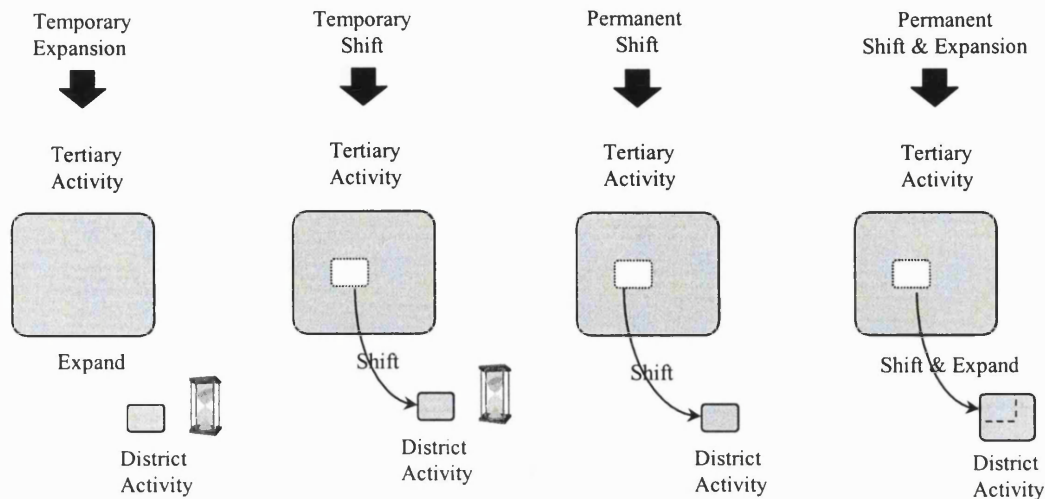 Temporary
Expansion
Tertiary
Activity
Expand
District
Activity
Temporary
Shift
Tertiary
Activity
Shift
District
Activity
Permanent
Shift
Tertiary
Activity
Shift
District
Activity
Permanent
Shift & Expansion
Tertiary
Activity
Shift & Expand
District
Activity